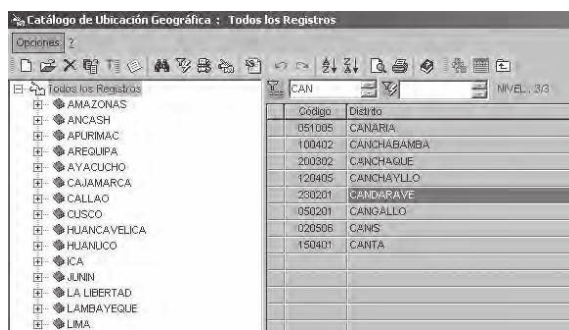 Catálogo de Ubicación Geográfica : Todos los Registros
Opciones ?
Todos los Registros
AMAZONAS
ANCASH
APURIMAC
AREQUIPA
AYACUCHO
CAJAMARCA
CALLAO
CUSCO
HUANCAVELICA
HUANUCO
ICA
JUNIN
LA LIBERTAD
LAMBAYEQUE
LIMA
CAN NIVEL : 3/3
Código Distrito
051005 CANARIA
100402 CANCHABAMBA
200302 CANCHAQUE
120405 CANCHAYLLO
230201 CANDARAVE
050201 CANGALLO
020506 CANIS
150401 CANTA